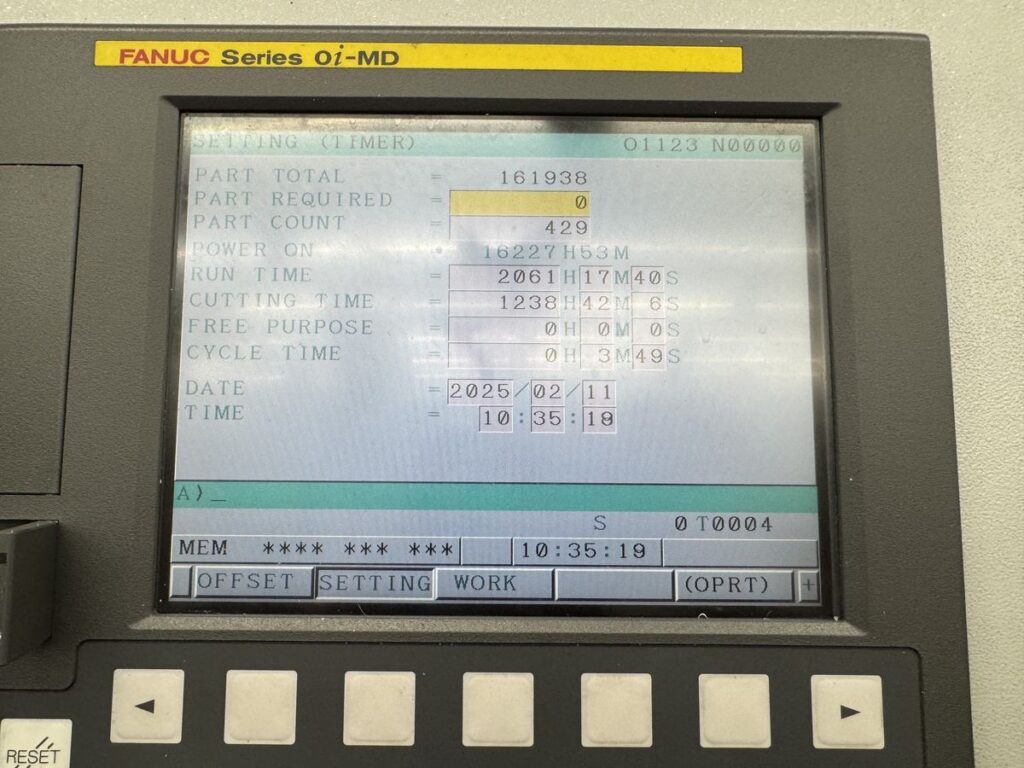 FANUC Series 0i-MD
SETTING (TIMER) O1123 N00000
PART TOTAL = 161938
PART REQUIRED = 0
PART COUNT = 429
POWER ON = 16227H53M
RUN TIME = 2061H17M40S
CUTTING TIME = 1238H42M 6S
FREE PURPOSE = 0H 0M 0S
CYCLE TIME = 0H 3M49S
DATE = 2025/02/11
TIME = 10:35:19
A)_
S 0 T0004
MEM **** *** *** 10:35:19
OFFSET SETTING WORK (OPRT) +
RESET